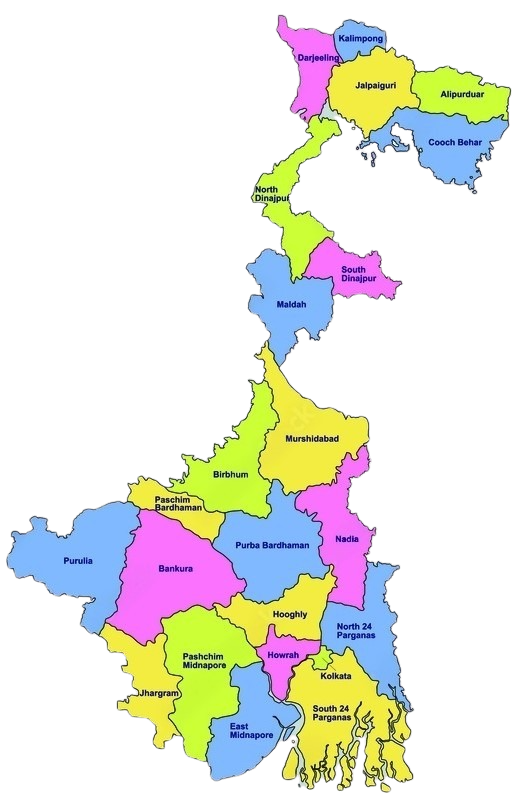 Kalimpong
Darjeeling
Jalpaiguri
Alipurduar
Cooch Behar
North
Dinajpur
South
Dinajpur
Maldah
Murshidabad
Birbhum
Paschim
Bardhaman
Purba Bardhaman
Nadia
Purulia
Bankura
Hooghly
North 24
Parganas
Howrah
Pashchim
Midnapore
Kolkata
Jhargram
South 24
Parganas
East
Midnapore